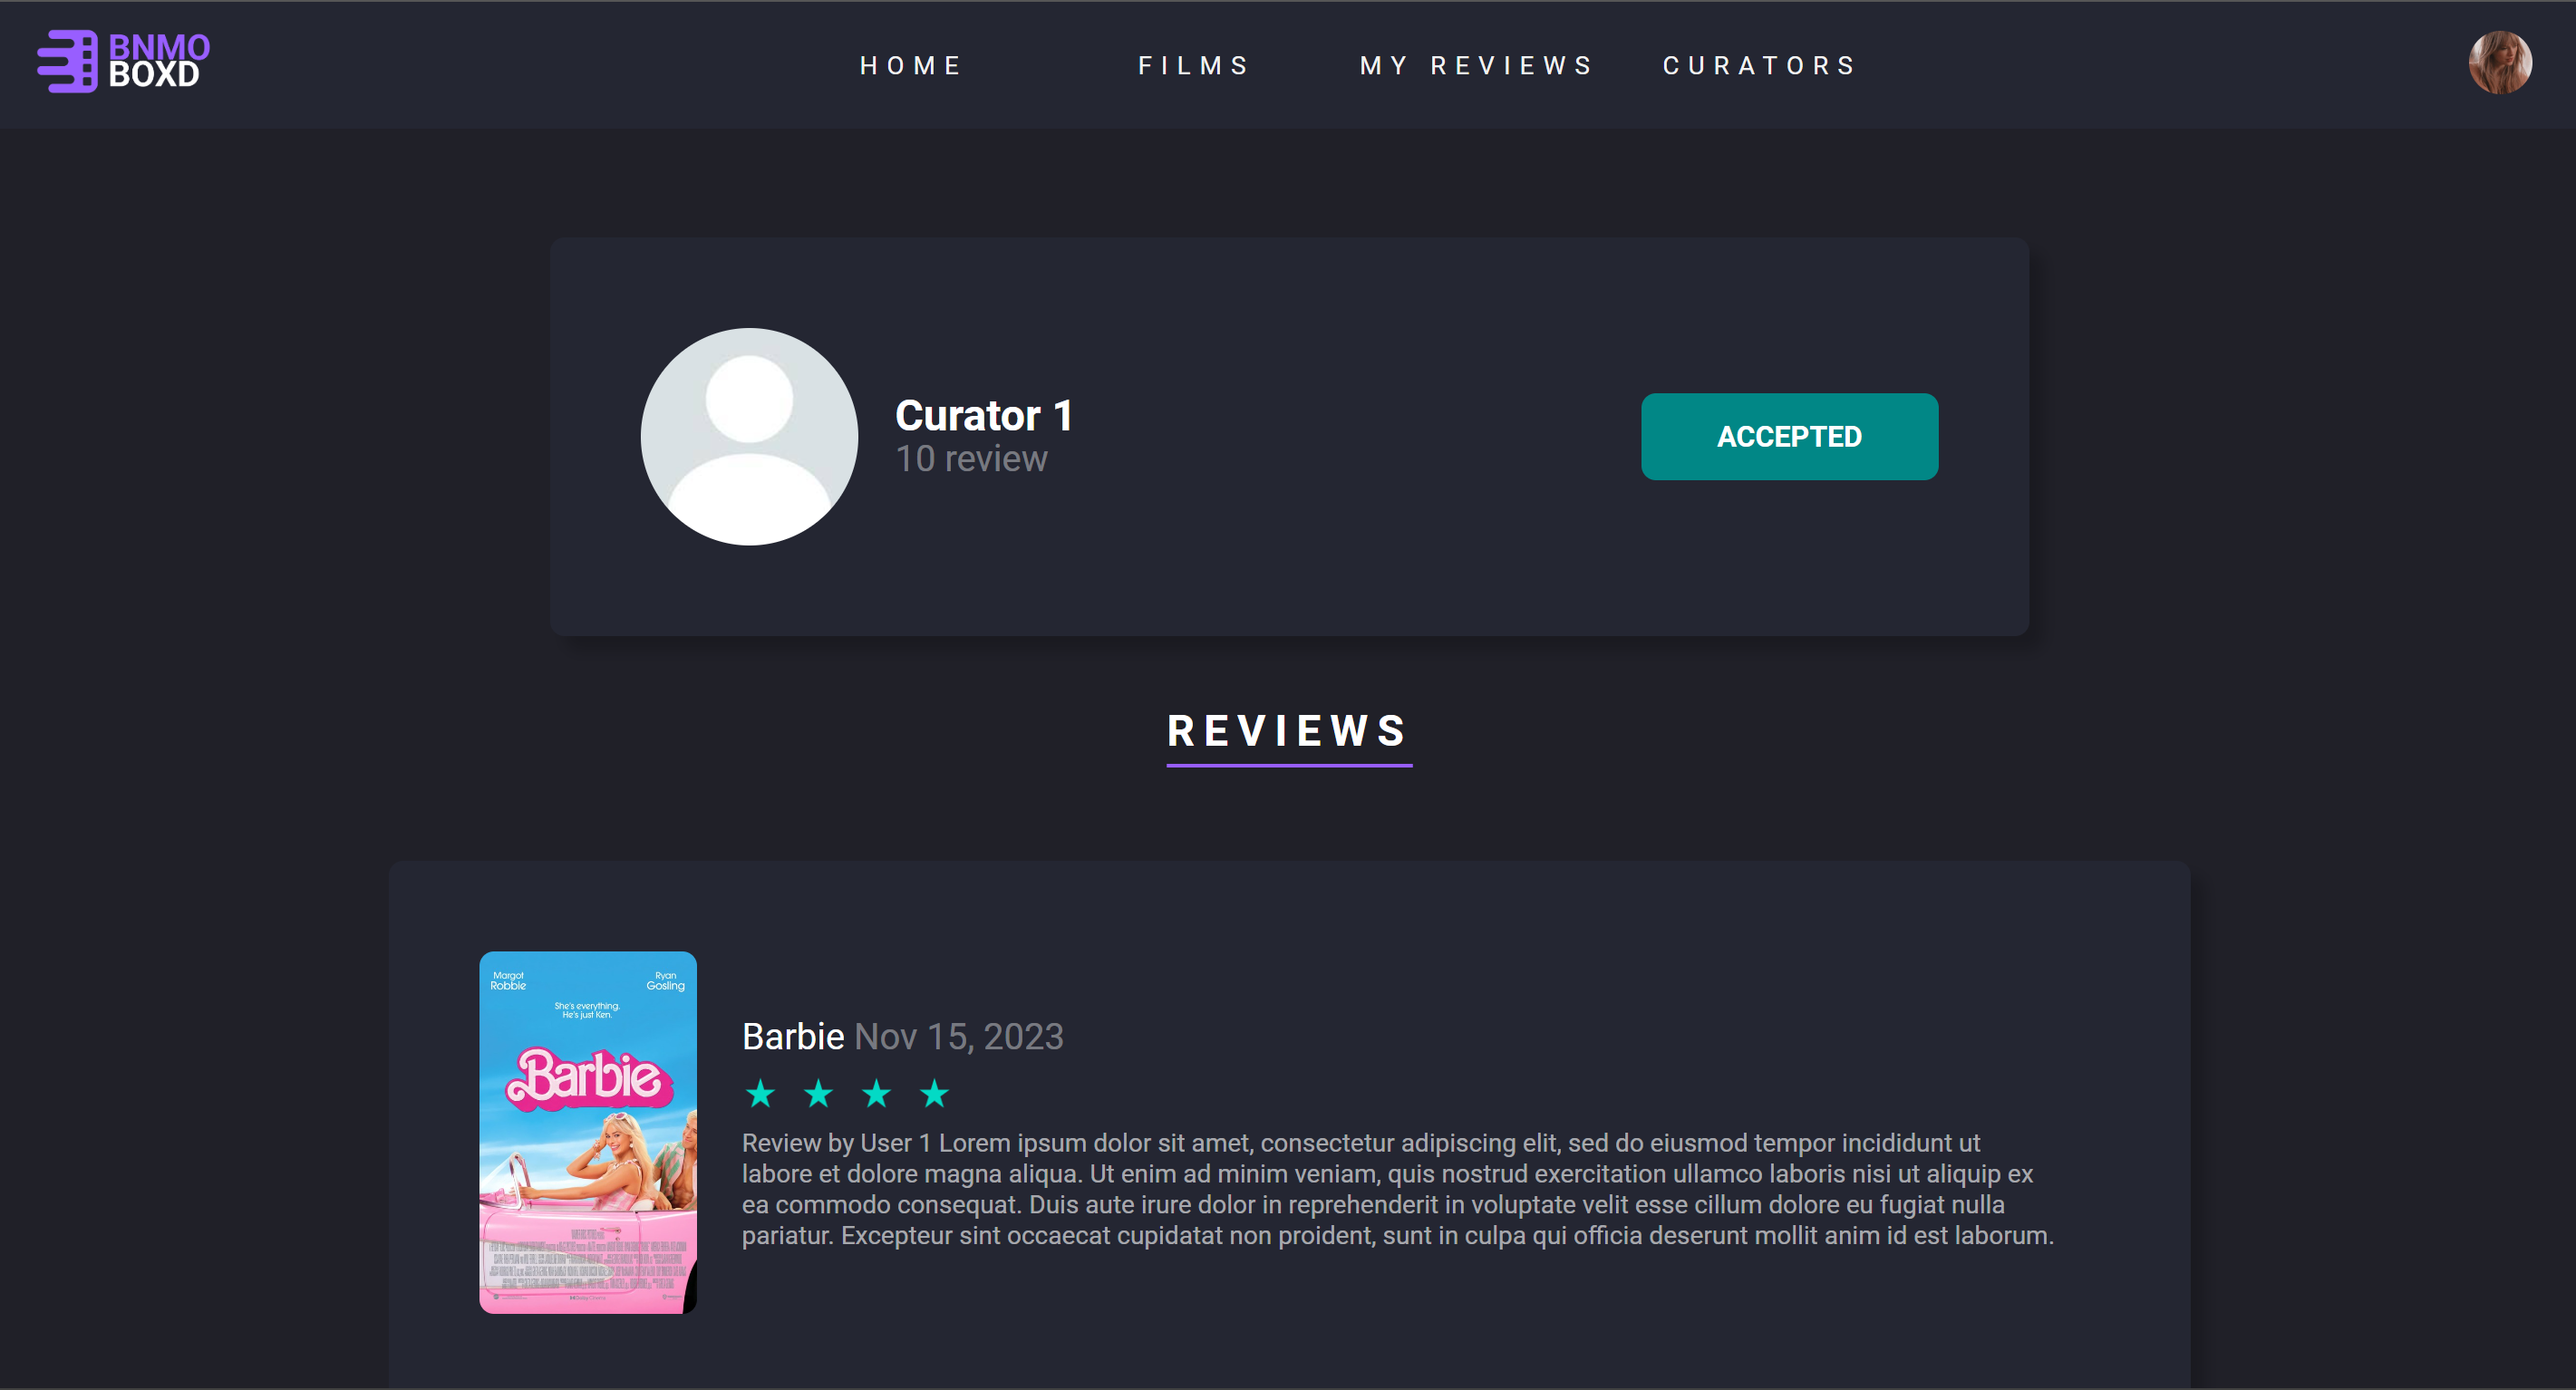 BNMO
BOXD
HOME
FILMS
MY REVIEWS
CURATORS
Curator 1
10 review
ACCEPTED
REVIEWS
Margot
Robbie
Ryan
Gosling
She's everything.
He's just Ken.
Barbie
Barbie Nov 15, 2023
Review by User 1 Lorem ipsum dolor sit amet, consectetur adipiscing elit, sed do eiusmod tempor incididunt ut
labore et dolore magna aliqua. Ut enim ad minim veniam, quis nostrud exercitation ullamco laboris nisi ut aliquip ex
ea commodo consequat. Duis aute irure dolor in reprehenderit in voluptate velit esse cillum dolore eu fugiat nulla
pariatur. Excepteur sint occaecat cupidatat non proident, sunt in culpa qui officia deserunt mollit anim id est laborum.